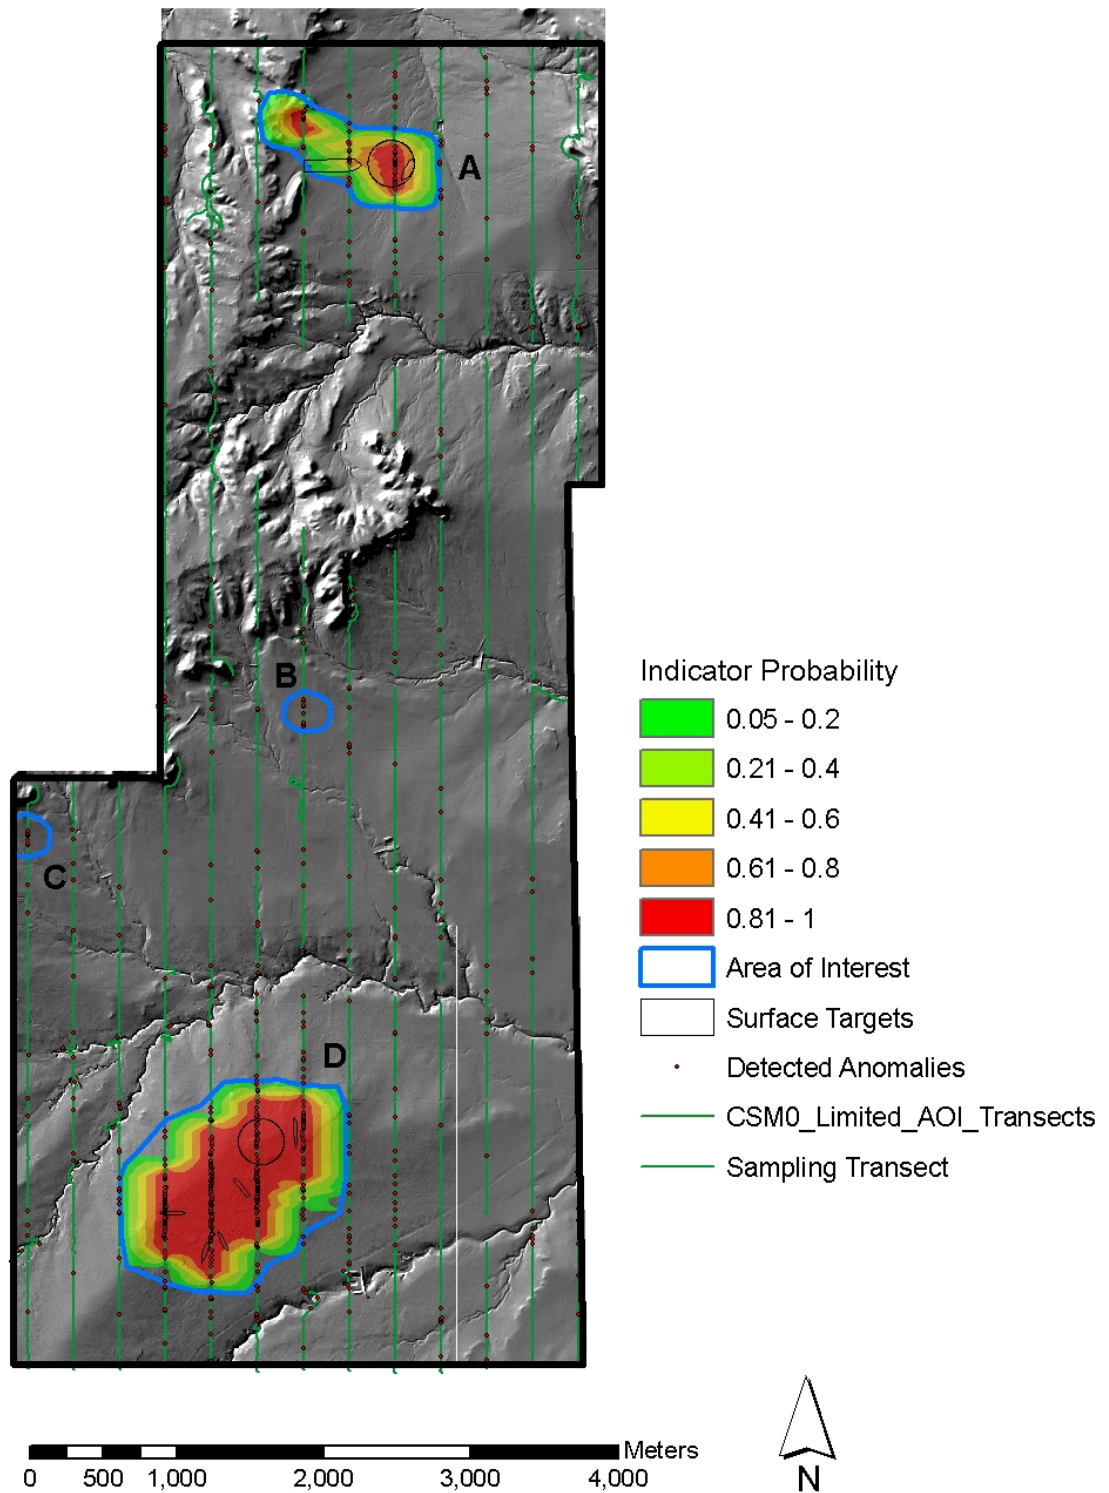 A
B
C
D
Indicator Probability
0.05 - 0.2
0.21 - 0.4
0.41 - 0.6
0.61 - 0.8
0.81 - 1
Area of Interest
Surface Targets
Detected Anomalies
CSM0_Limited_AOI_Transects
Sampling Transect
Meters
0 500 1,000 2,000 3,000 4,000
N